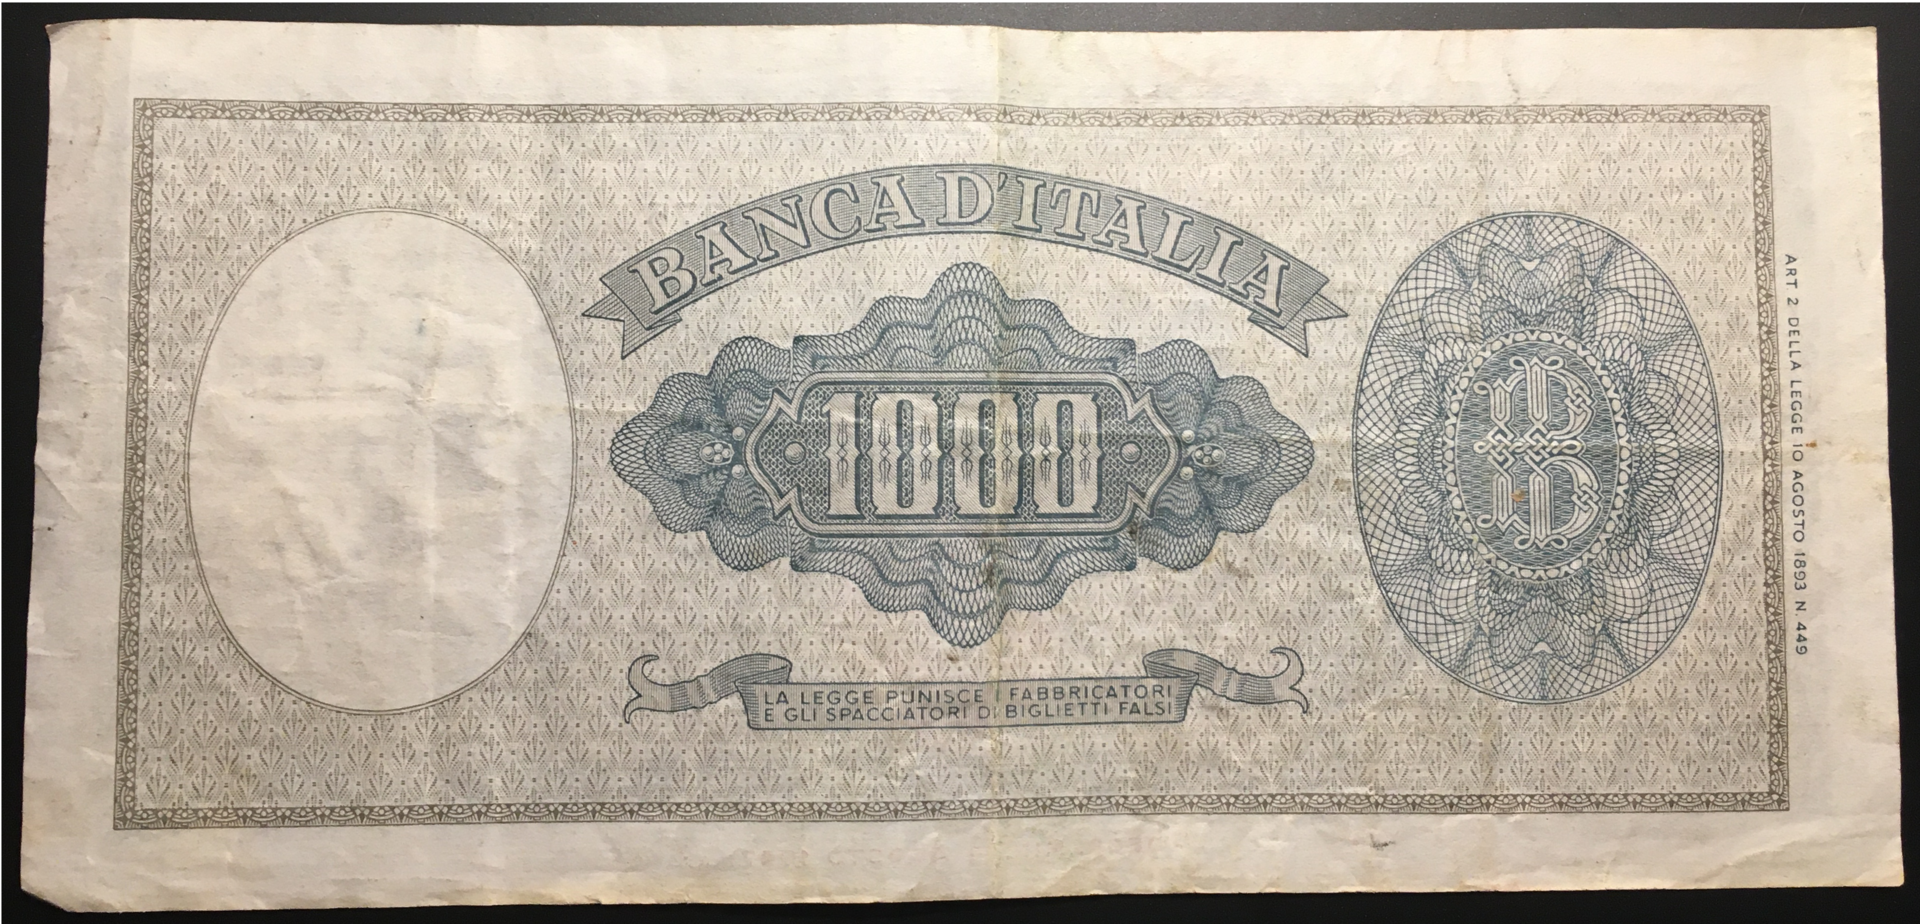 BANCA D'ITALIA
1000
B
LA LEGGE PUNISCE I FABBRICATORI
E GLI SPACCIATORI DI BIGLIETTI FALSI
ART 2 DELLA LEGGE 10 AGOSTO 1893 N 449